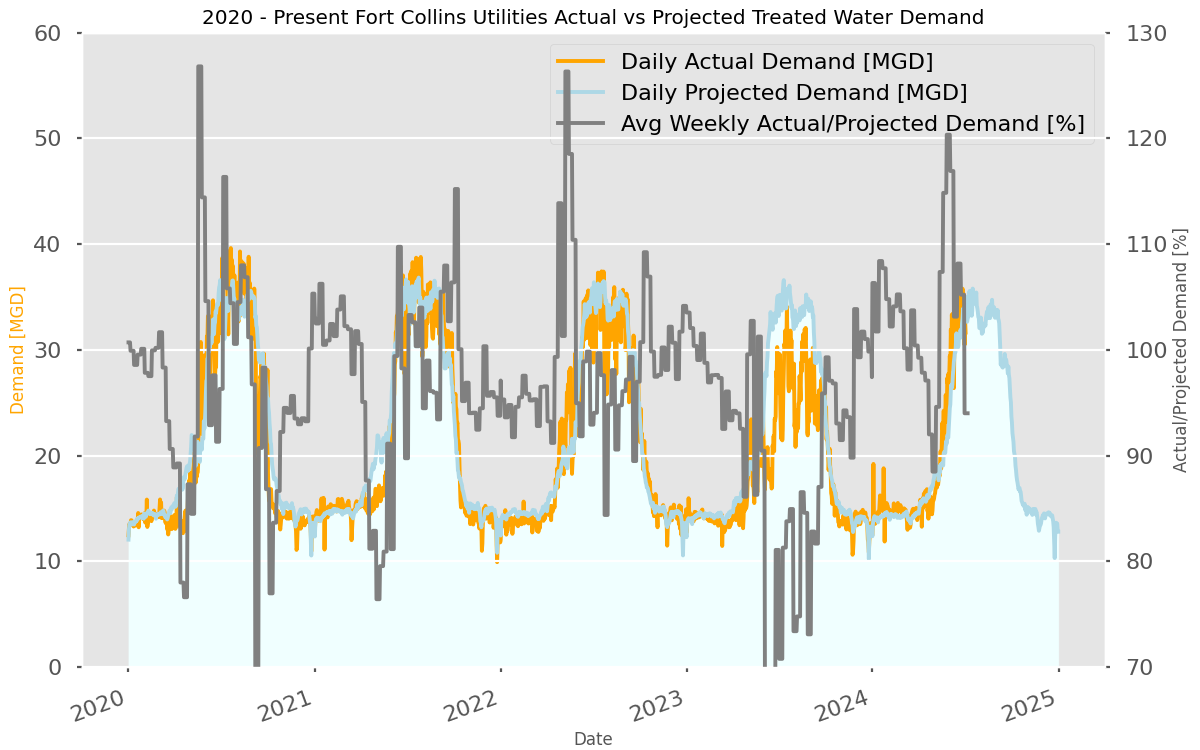 2020 - Present Fort Collins Utilities Actual vs Projected Treated Water Demand
60
50
40
30
20
10
0
Demand [MGD]
Daily Actual Demand [MGD]
Daily Projected Demand [MGD]
Avg Weekly Actual/Projected Demand [%]
130
120
110
100
90
80
70
Actual/Projected Demand [%]
2020
2021
2022
2023
2024
2025
Date